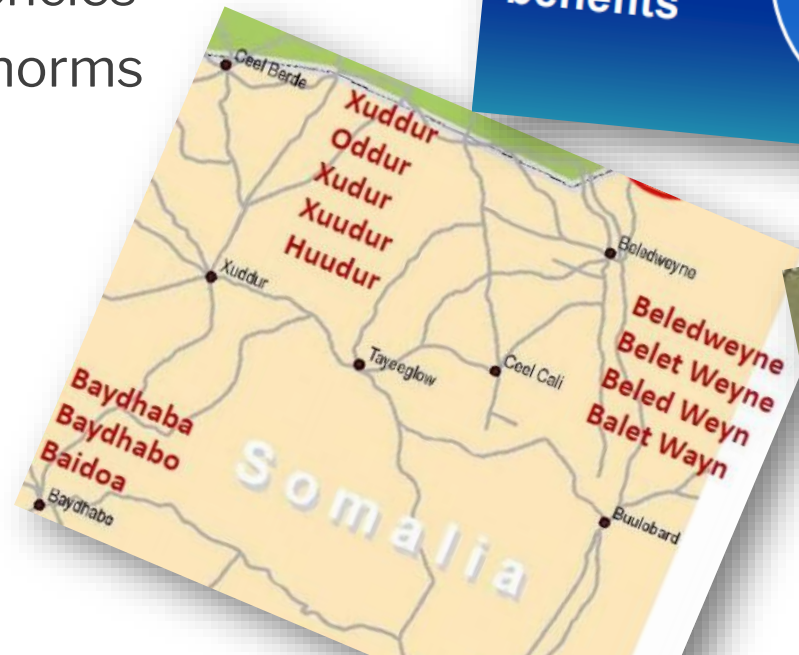 norms
benefits
Ceel Berde
Xuddur
Oddur
Xudur
Xuudur
Huudur
Xuddur
Beledweyne
Beledweyne
Belet Weyne
Beled Weyn
Balet Wayn
Tayeeglow
Ceel Cali
Baydhaba
Baydhabo
Baidoa
Baydhabo
Somalia
Buulobard